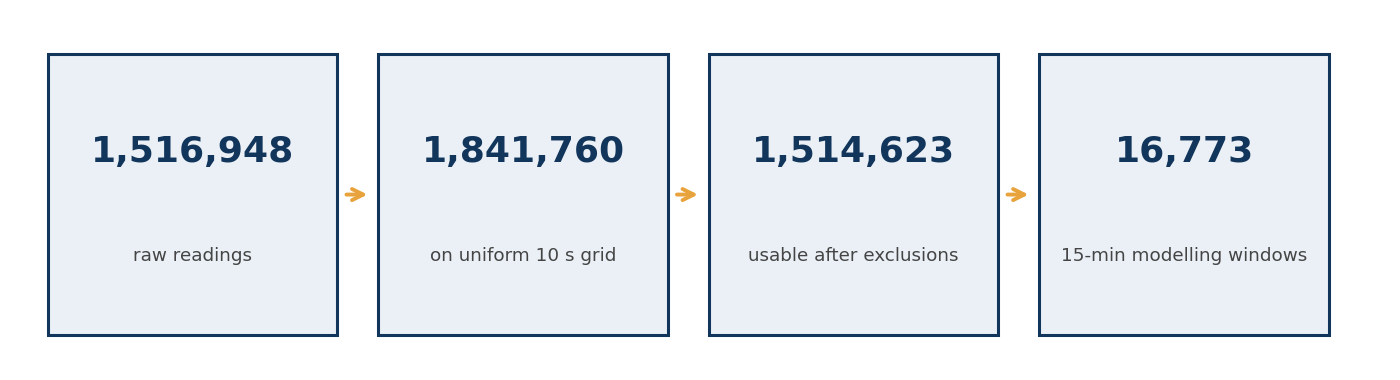 1,516,948
raw readings
1,841,760
on uniform 10 s grid
1,514,623
usable after exclusions
16,773
15-min modelling windows